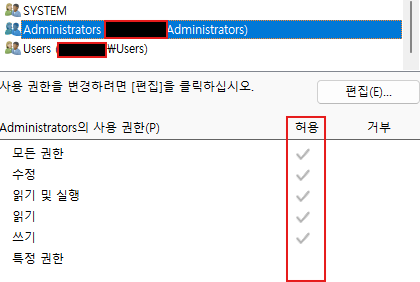 SYSTEM
Administrators Administrators)
Users ( ₩Users)
사용 권한을 변경하려면 [편집]을 클릭하십시오.
편집(E)...
Administrators의 사용 권한(P) 허용 거부
모든 권한
수정
읽기 및 실행
읽기
쓰기
특정 권한